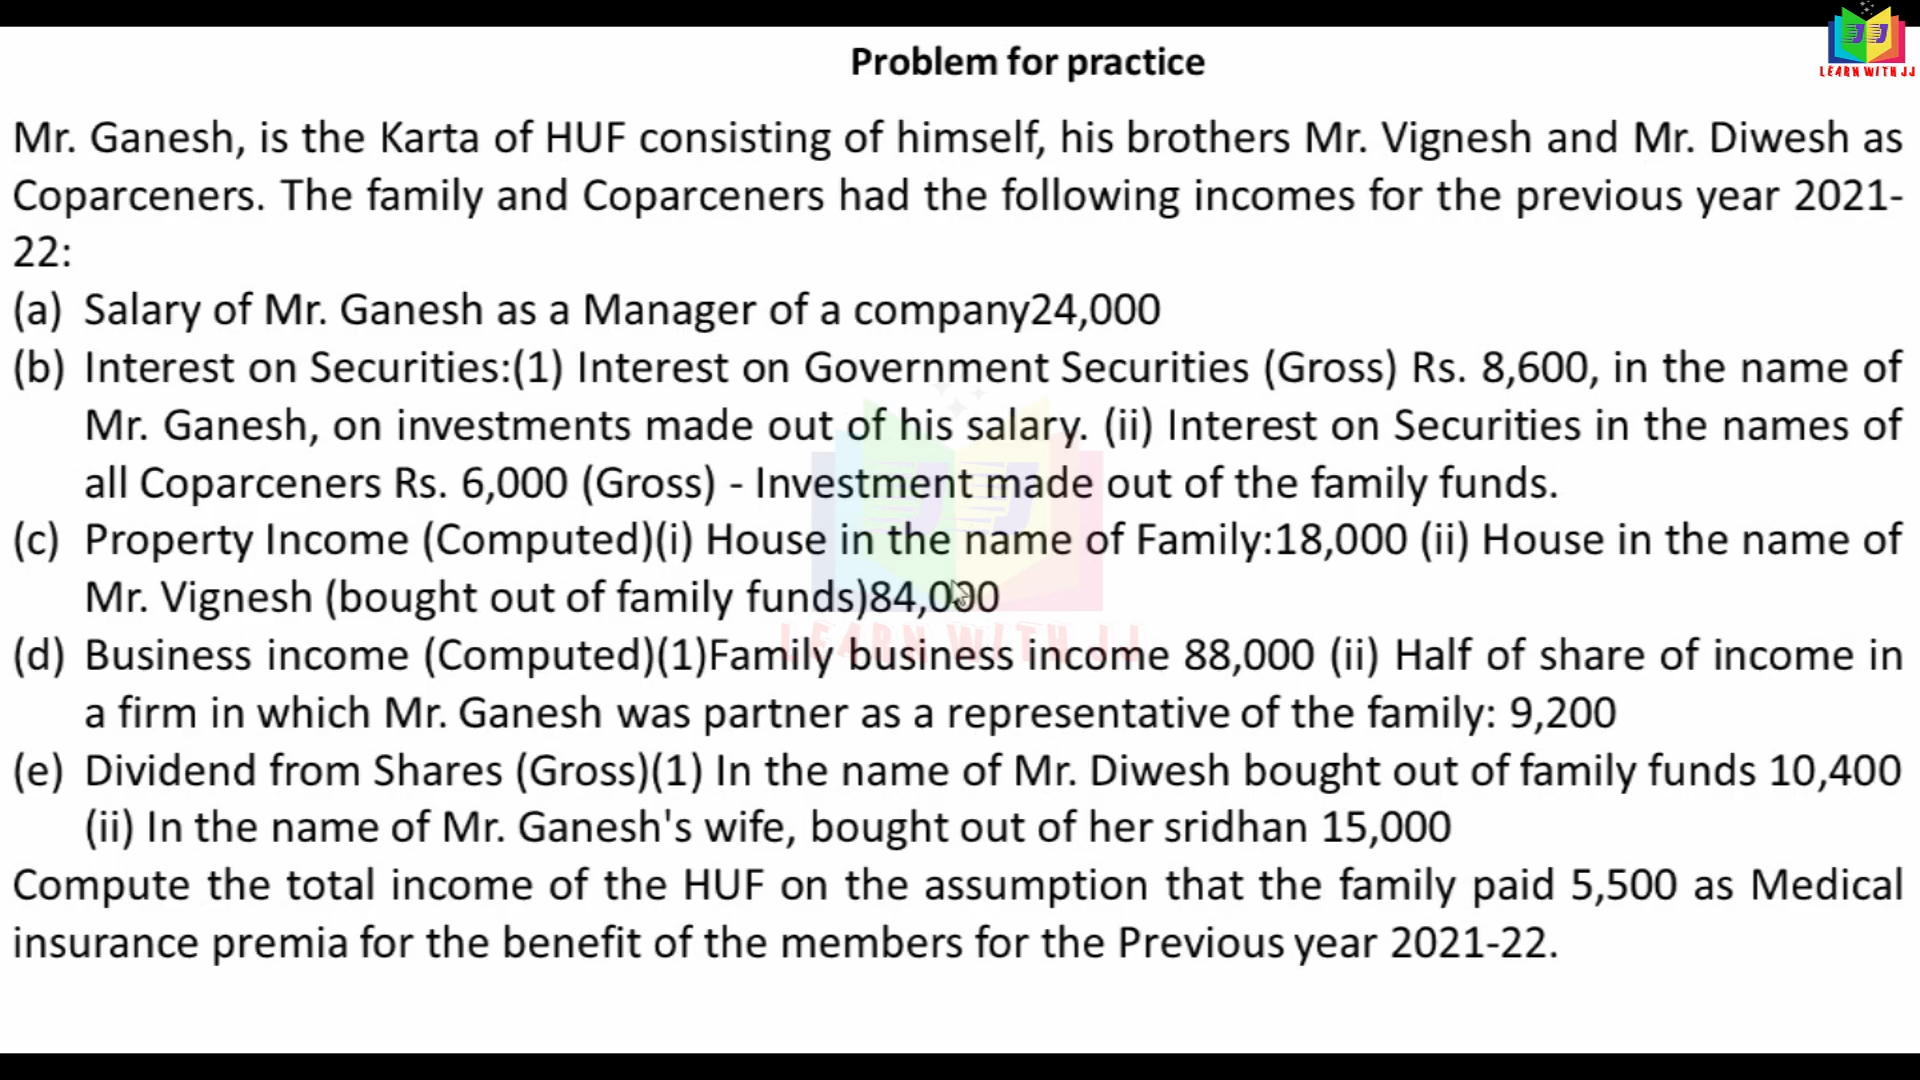 Problem for practice
LEARN WITH JJ
Mr. Ganesh, is the Karta of HUF consisting of himself, his brothers Mr. Vignesh and Mr. Diwesh as
Coparceners. The family and Coparceners had the following incomes for the previous year 2021-
22:
(a) Salary of Mr. Ganesh as a Manager of a company24,000
(b) Interest on Securities:(1) Interest on Government Securities (Gross) Rs. 8,600, in the name of
Mr. Ganesh, on investments made out of his salary. (ii) Interest on Securities in the names of
all Coparceners Rs. 6,000 (Gross) - Investment made out of the family funds.
(c) Property Income (Computed)(i) House in the name of Family:18,000 (ii) House in the name of
Mr. Vignesh (bought out of family funds)84,000
LEARN WITH JJ
(d) Business income (Computed)(1)Family business income 88,000 (ii) Half of share of income in
a firm in which Mr. Ganesh was partner as a representative of the family: 9,200
(e) Dividend from Shares (Gross)(1) In the name of Mr. Diwesh bought out of family funds 10,400
(ii) In the name of Mr. Ganesh's wife, bought out of her sridhan 15,000
Compute the total income of the HUF on the assumption that the family paid 5,500 as Medical
insurance premia for the benefit of the members for the Previous year 2021-22.